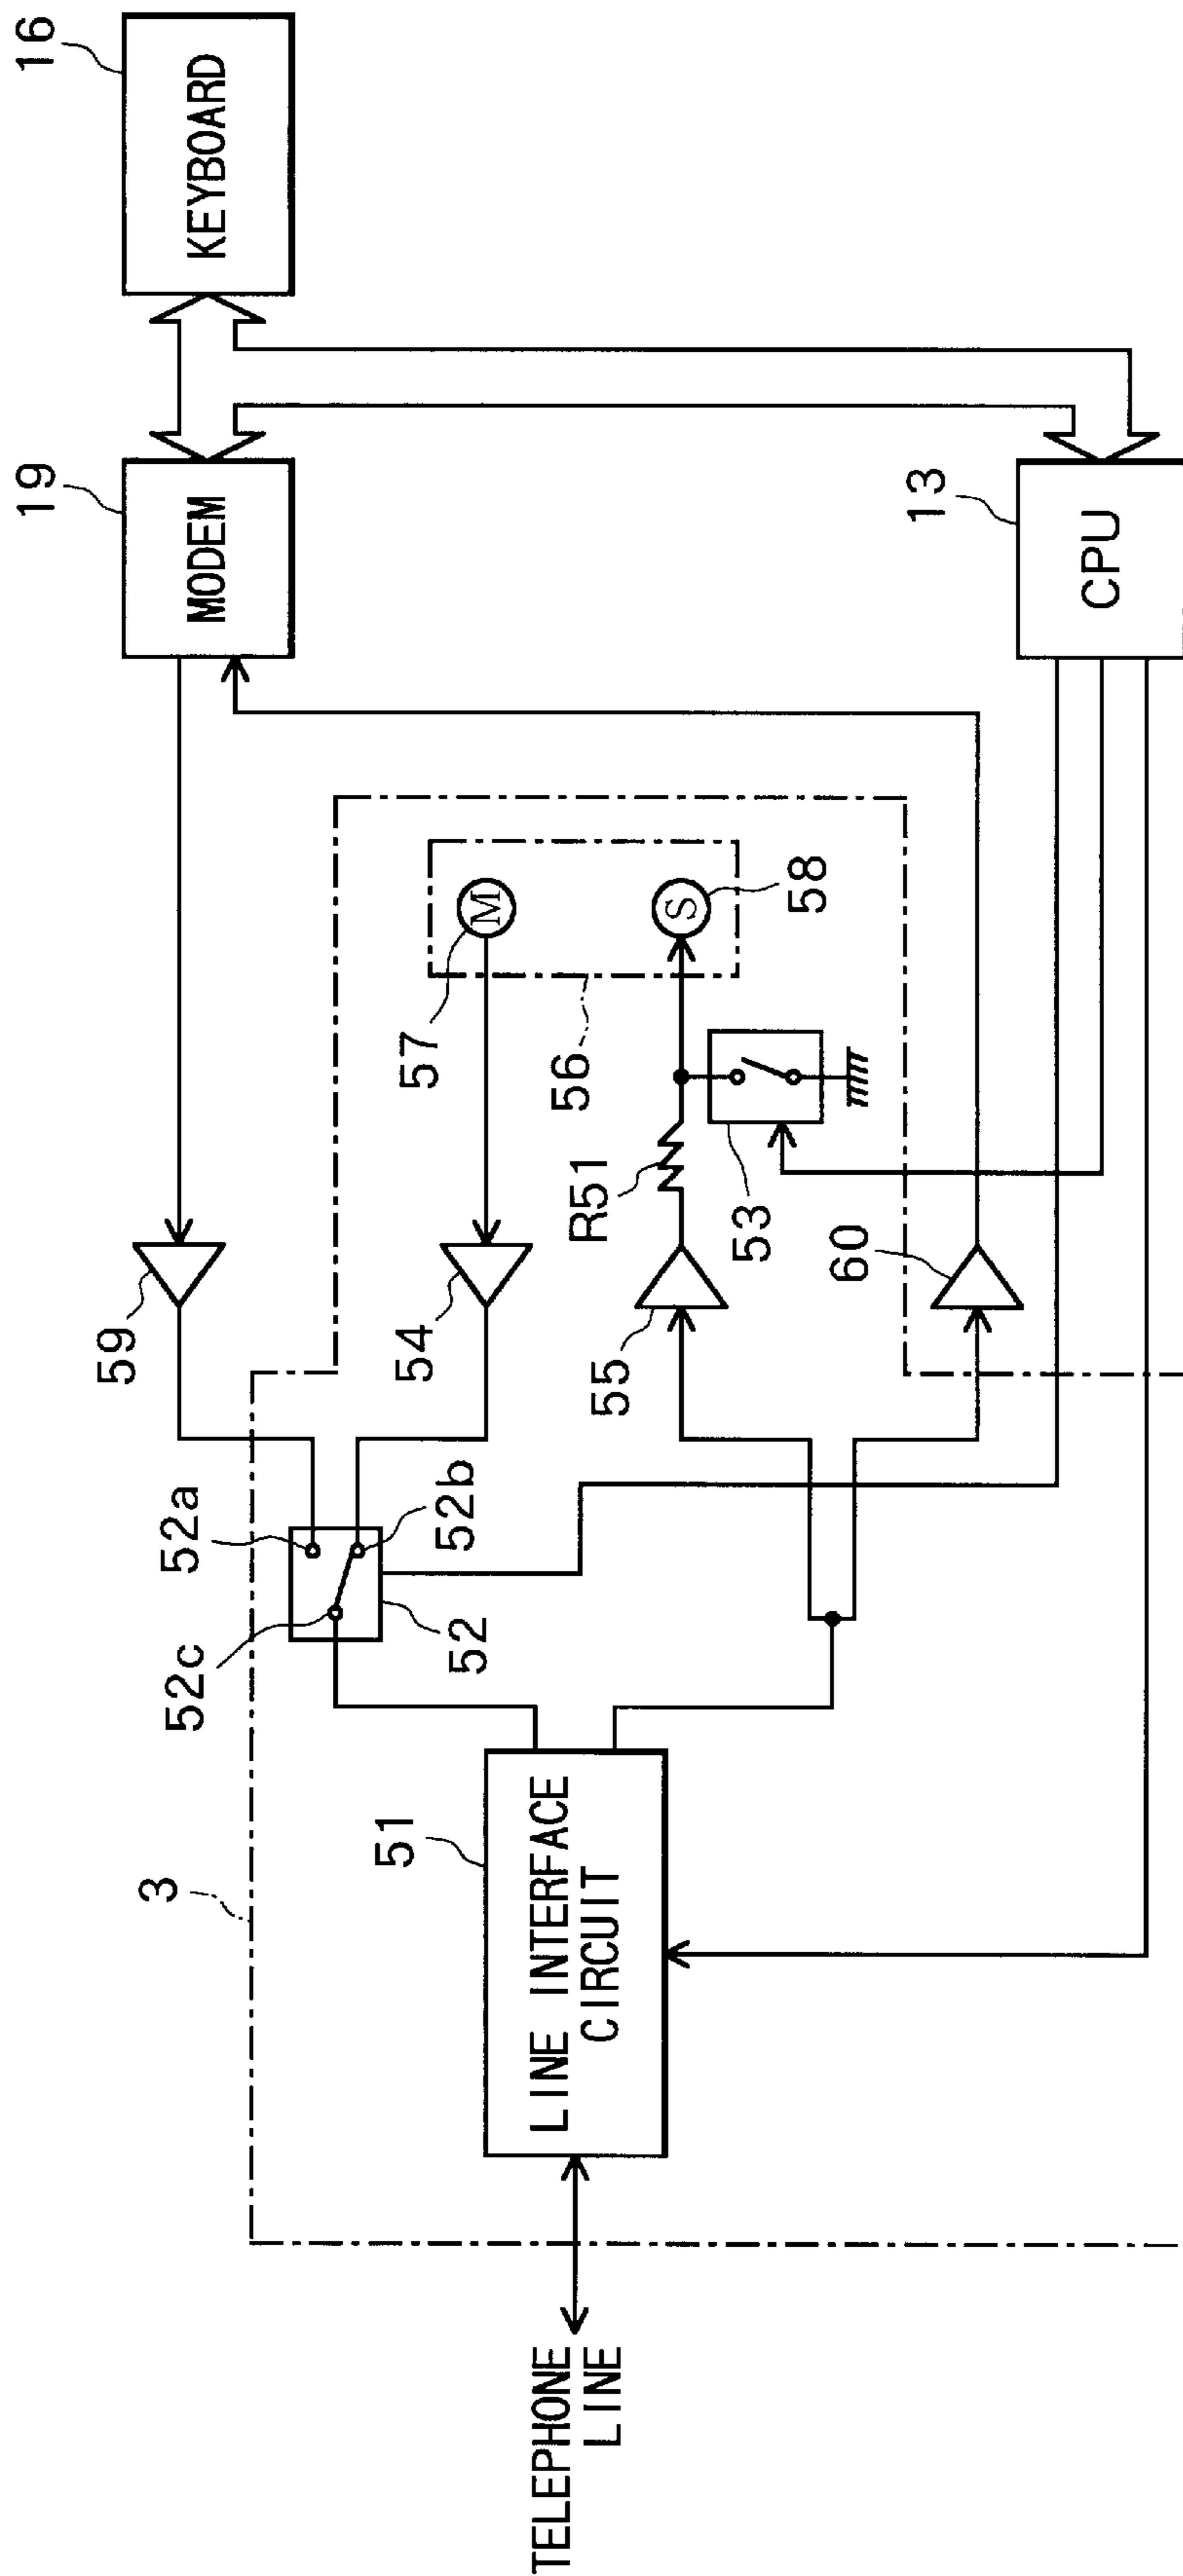 TELEPHONE
LINE
3
51
LINE INTERFACE
CIRCUIT
52c
52
52a
52b
59
54
55
60
R51
53
57
M
56
S
58
19
MODEM
13
CPU
16
KEYBOARD